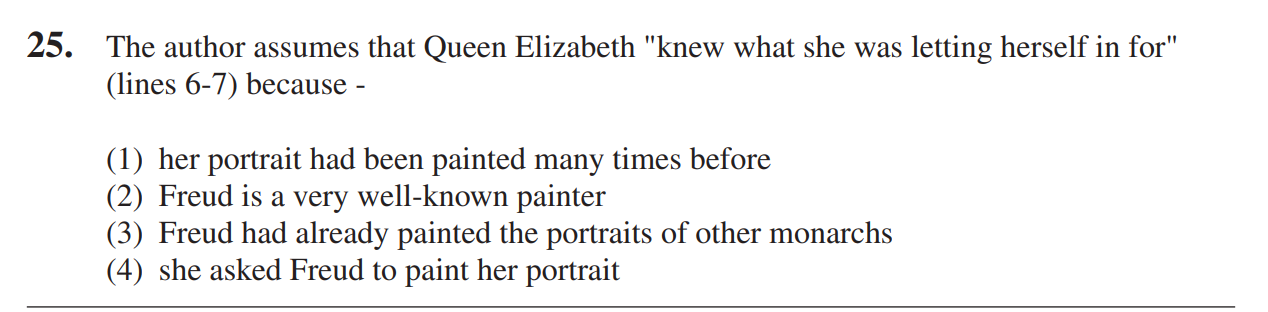 25. The author assumes that Queen Elizabeth "knew what she was letting herself in for"
(lines 6-7) because -
(1) her portrait had been painted many times before
(2) Freud is a very well-known painter
(3) Freud had already painted the portraits of other monarchs
(4) she asked Freud to paint her portrait